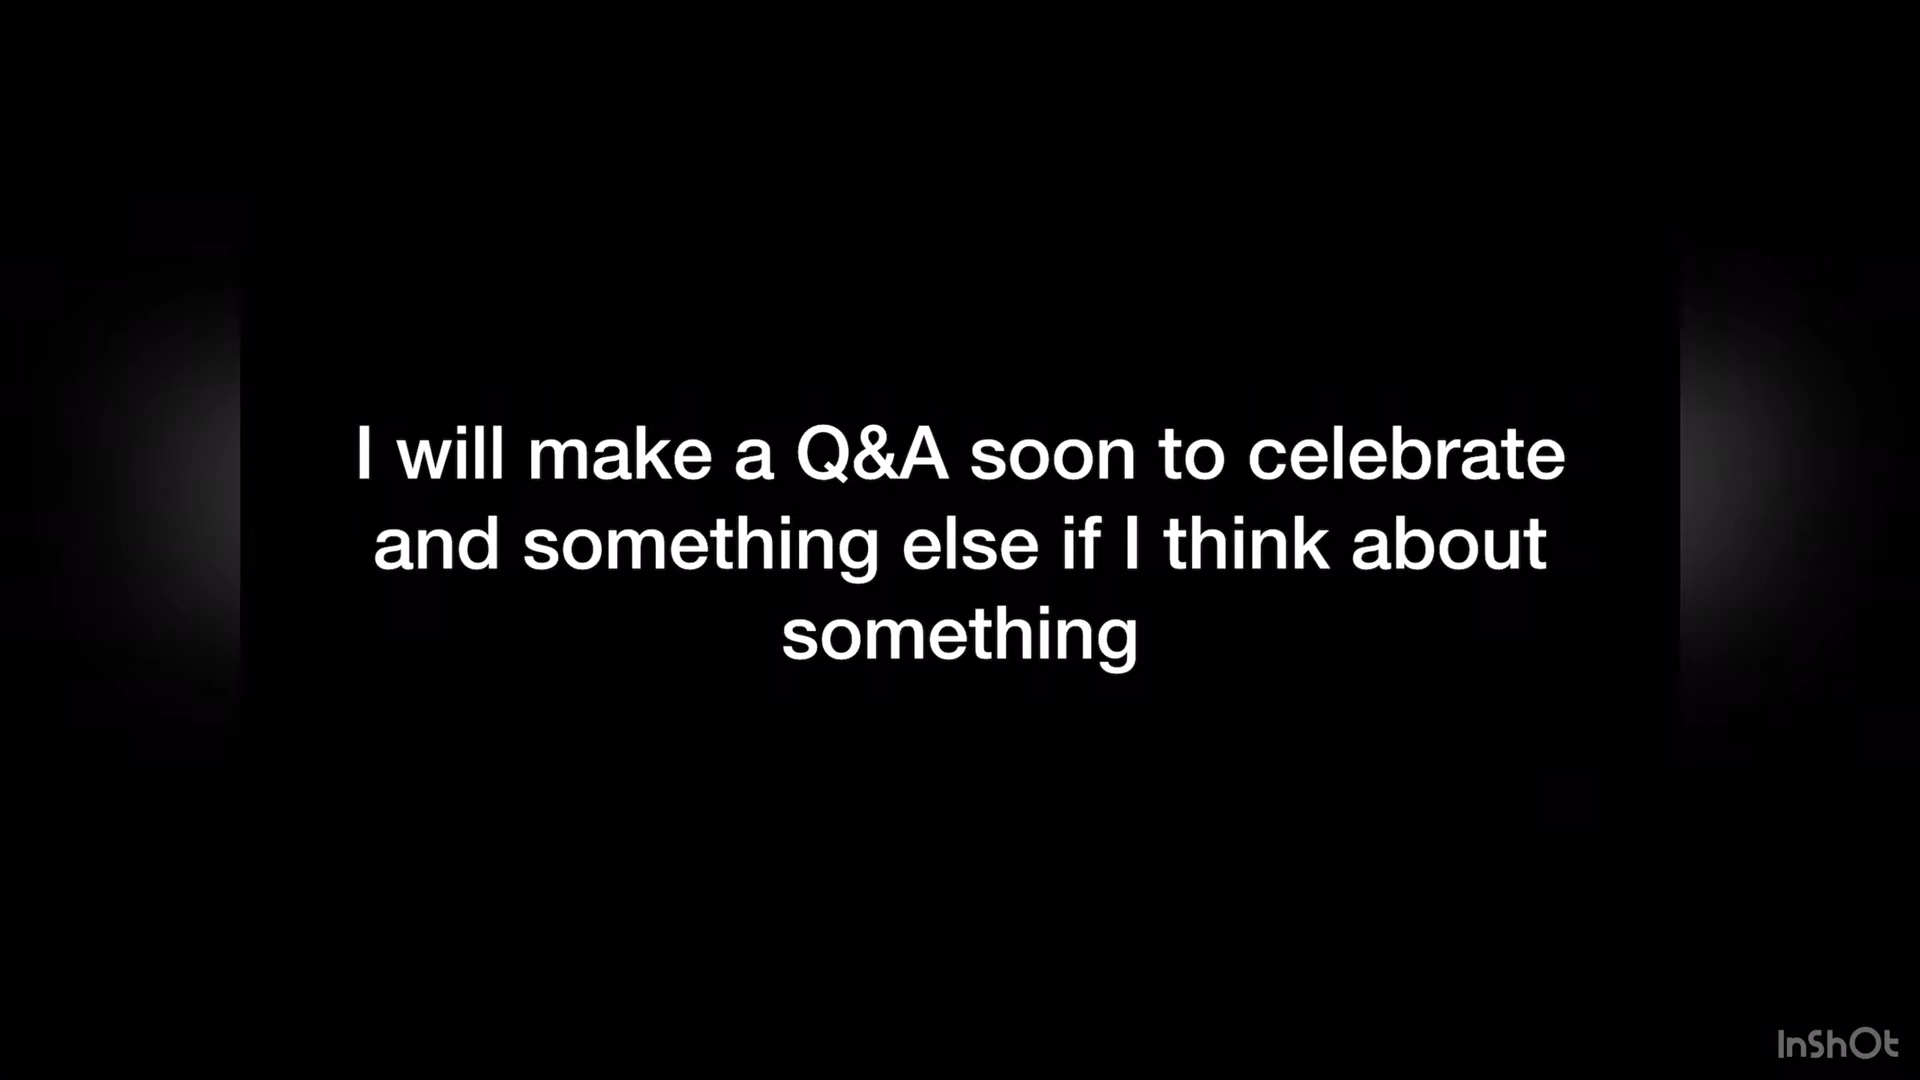 I will make a Q&A soon to celebrate
and something else if I think about
something
InShOt